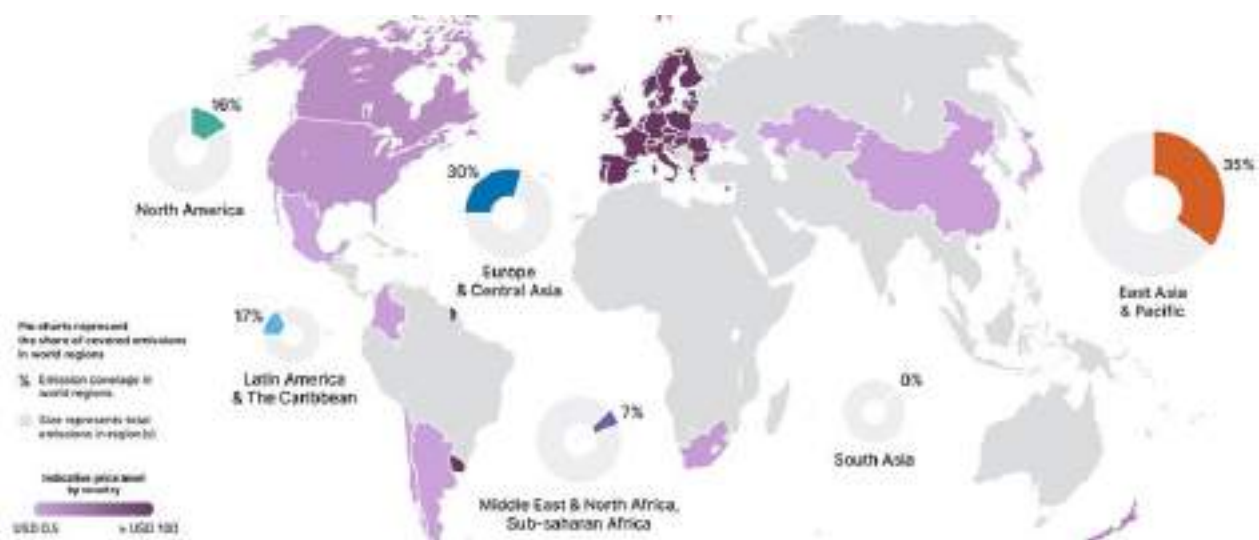 16%
North America
30%
Europe
& Central Asia
35%
East Asia
& Pacific
17%
Latin America
& The Caribbean
7%
Middle East & North Africa,
Sub-saharan Africa
0%
South Asia
Pie charts represent
the share of covered emissions
in world regions
% Emission coverage in
world regions
Size represents total
emissions in region(s)
Indicative price level
by country
USD 0.5
USD 100